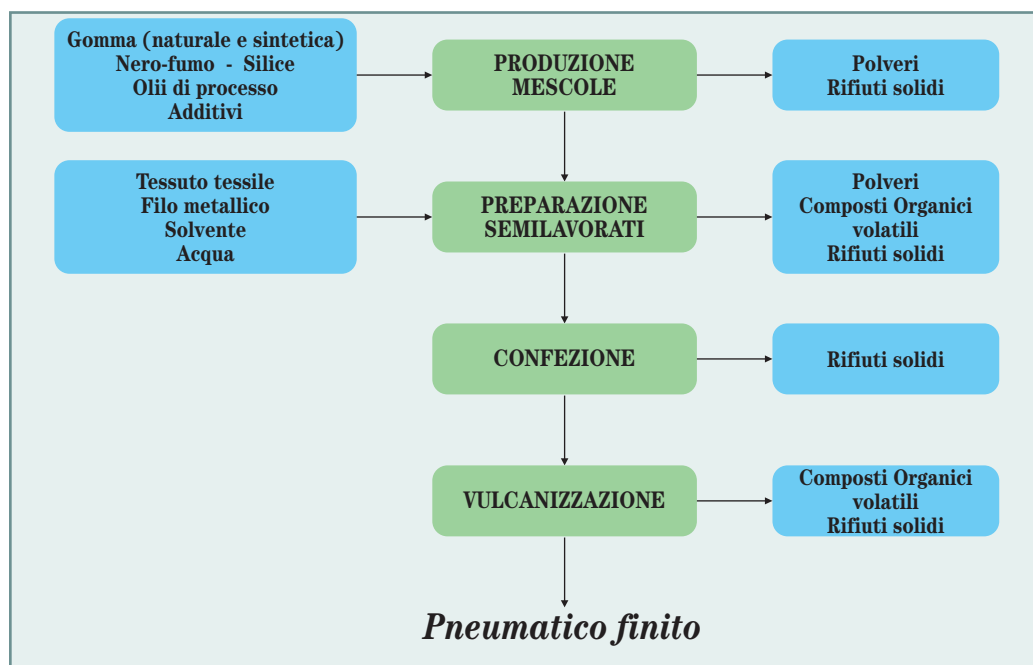 Gomma (naturale e sintetica)
Nero-fumo - Silice
Olii di processo
Additivi
PRODUZIONE
MESCOLE
Polveri
Rifiuti solidi
Tessuto tessile
Filo metallico
Solvente
Acqua
PREPARAZIONE
SEMILAVORATI
Polveri
Composti Organici
volatili
Rifiuti solidi
CONFEZIONE
Rifiuti solidi
VULCANIZZAZIONE
Composti Organici
volatili
Rifiuti solidi
Pneumatico finito